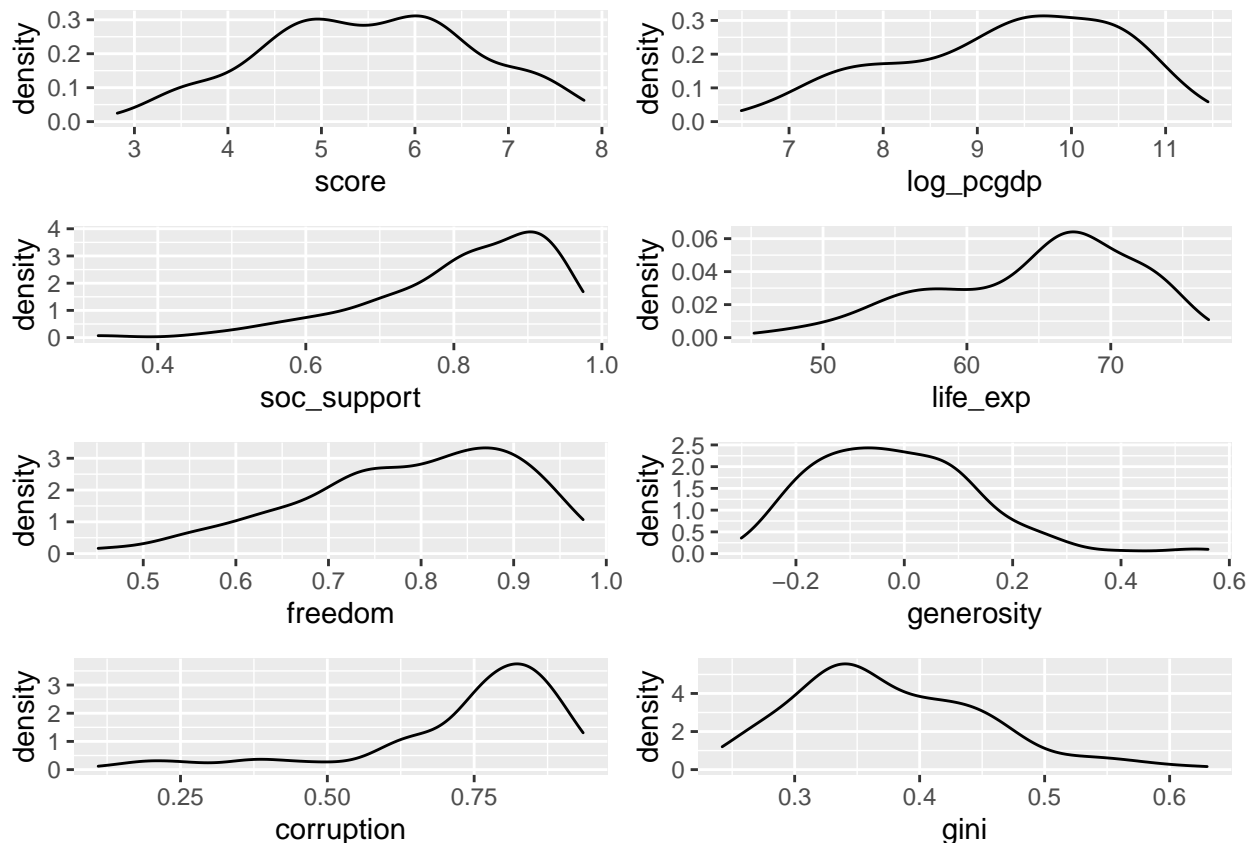 density
0.3
0.2
0.1
0.0
3 4 5 6 7 8
score
density
0.3
0.2
0.1
0.0
7 8 9 10 11
log_pcgdp
density
4
3
2
1
0
0.4 0.6 0.8 1.0
soc_support
density
0.06
0.04
0.02
0.00
50 60 70
life_exp
density
3
2
1
0
0.5 0.6 0.7 0.8 0.9 1.0
freedom
density
2.5
2.0
1.5
1.0
0.5
0.0
−0.2 0.0 0.2 0.4 0.6
generosity
density
3
2
1
0
0.25 0.50 0.75
corruption
density
4
2
0
0.3 0.4 0.5 0.6
gini